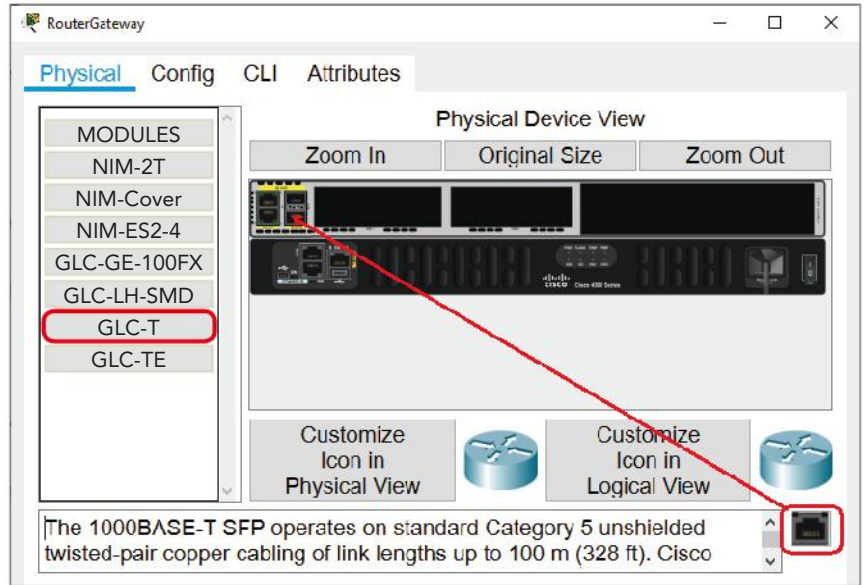 RouterGateway
Physical Config CLI Attributes
MODULES
NIM-2T
NIM-Cover
NIM-ES2-4
GLC-GE-100FX
GLC-LH-SMD
GLC-T
GLC-TE
Physical Device View
Zoom In Original Size Zoom Out
CISCO Cisco 4300 Series
Customize
Icon in
Physical View
Customize
Icon in
Logical View
The 1000BASE-T SFP operates on standard Category 5 unshielded
twisted-pair copper cabling of link lengths up to 100 m (328 ft). Cisco